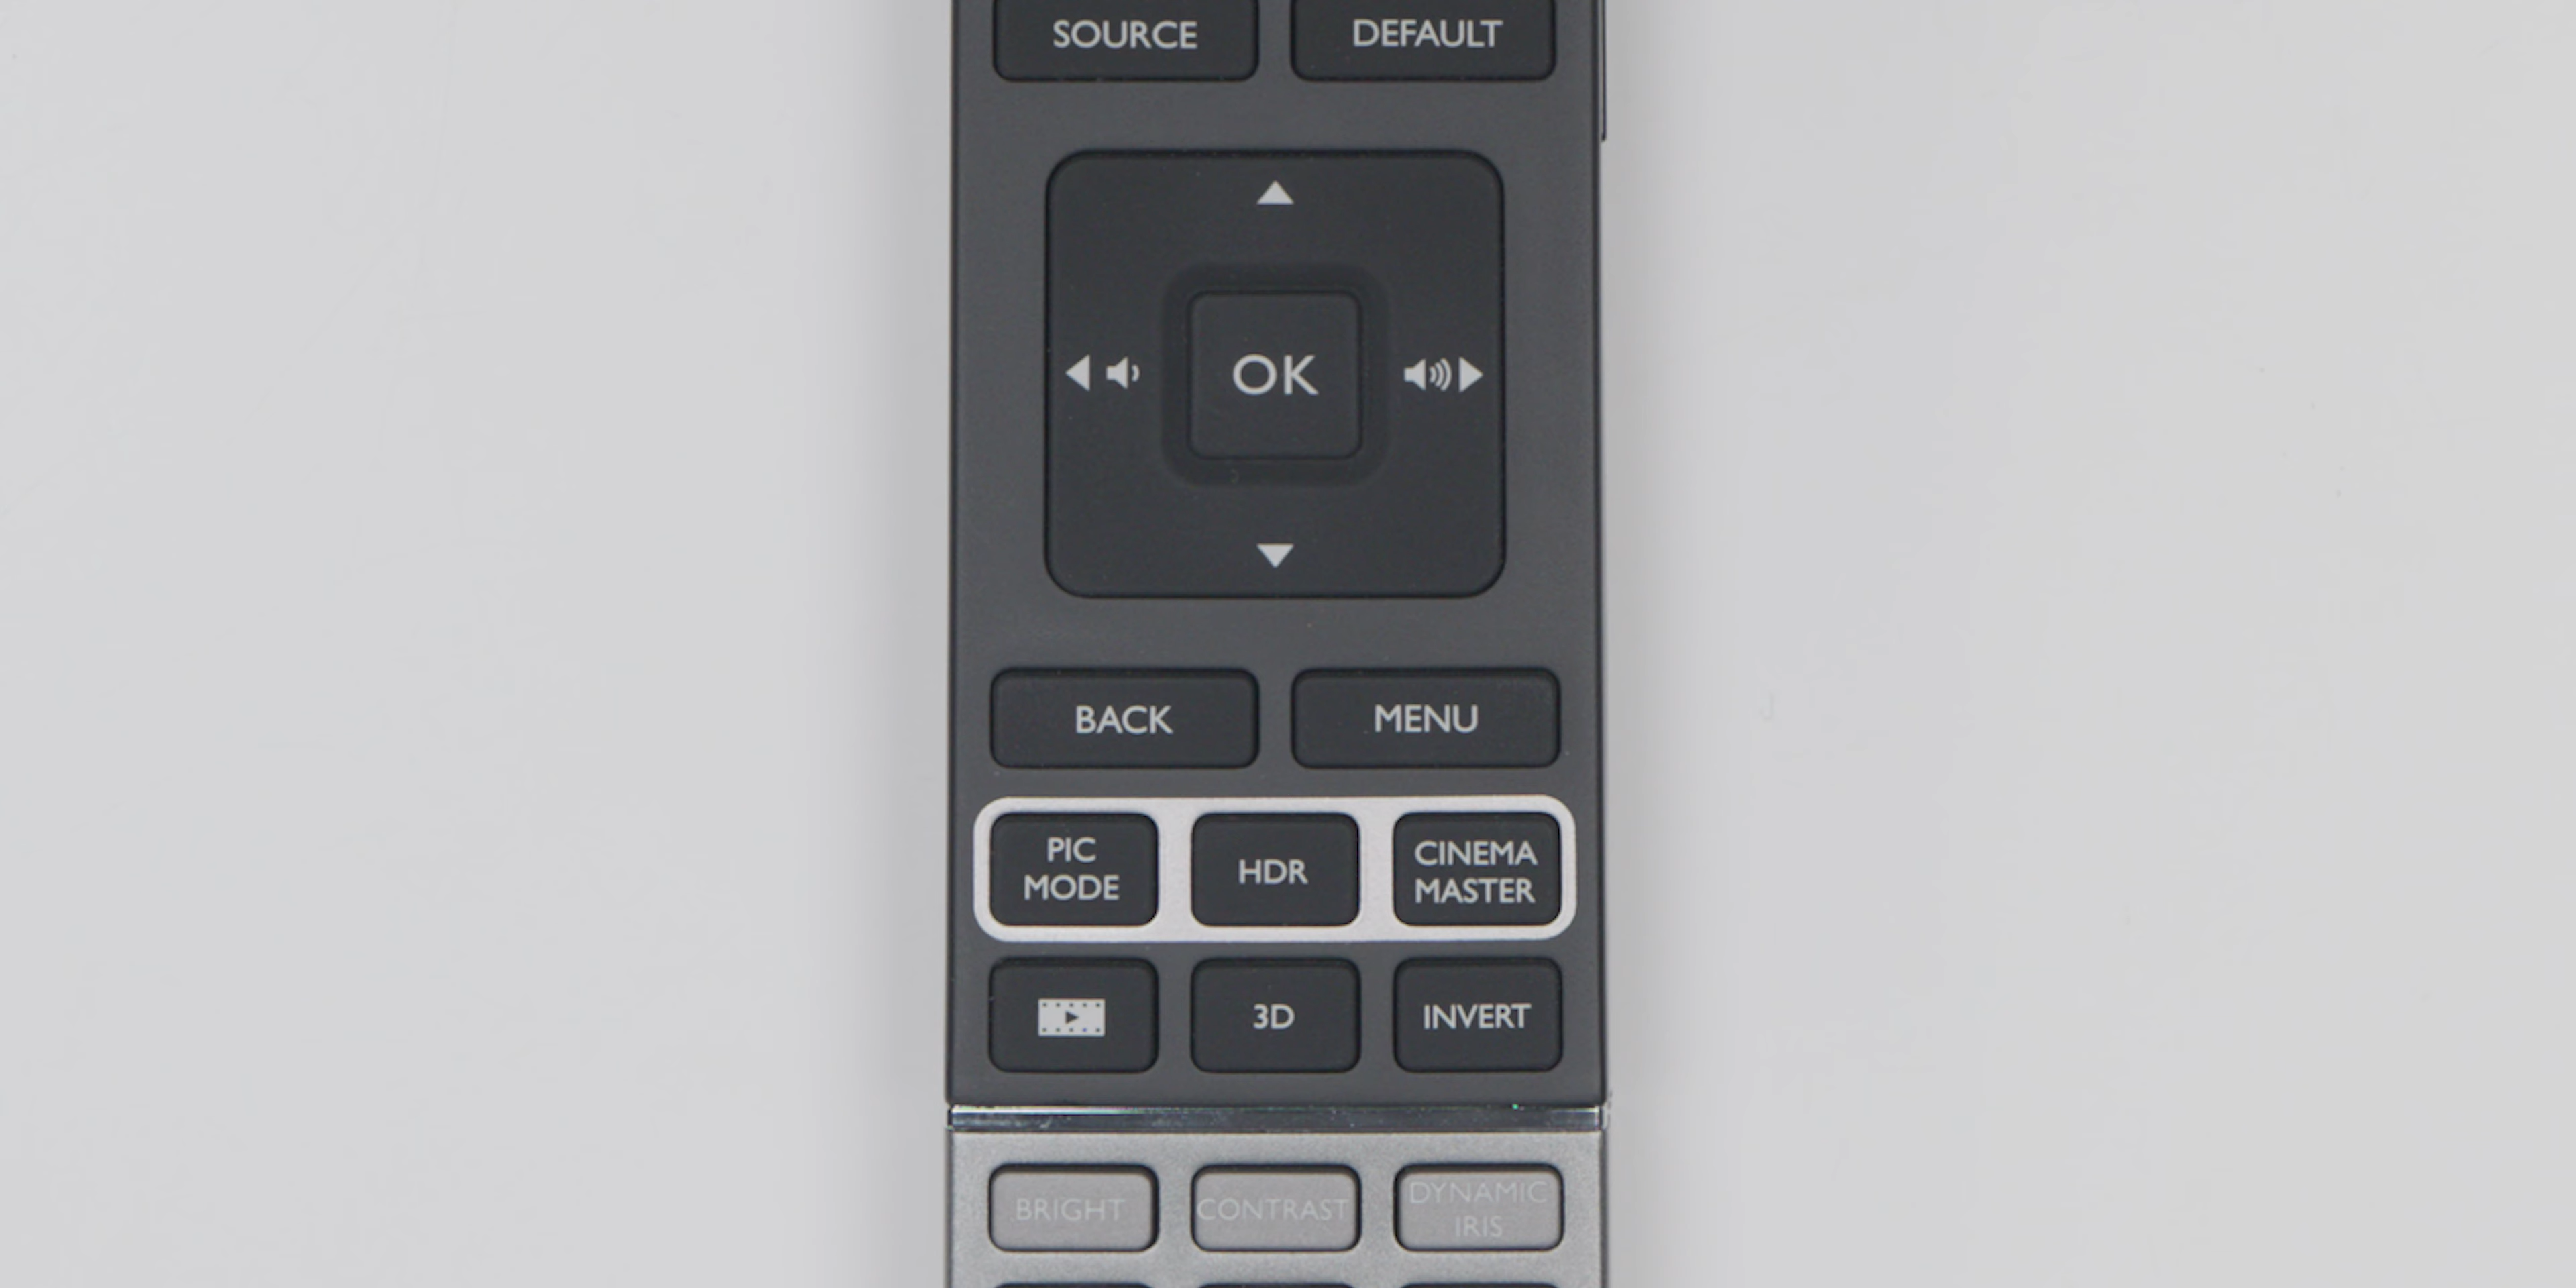 SOURCE DEFAULT
OK
BACK MENU
PIC
MODE
HDR
CINEMA
MASTER
3D INVERT
BRIGHT CONTRAST
DYNAMIC
IRIS